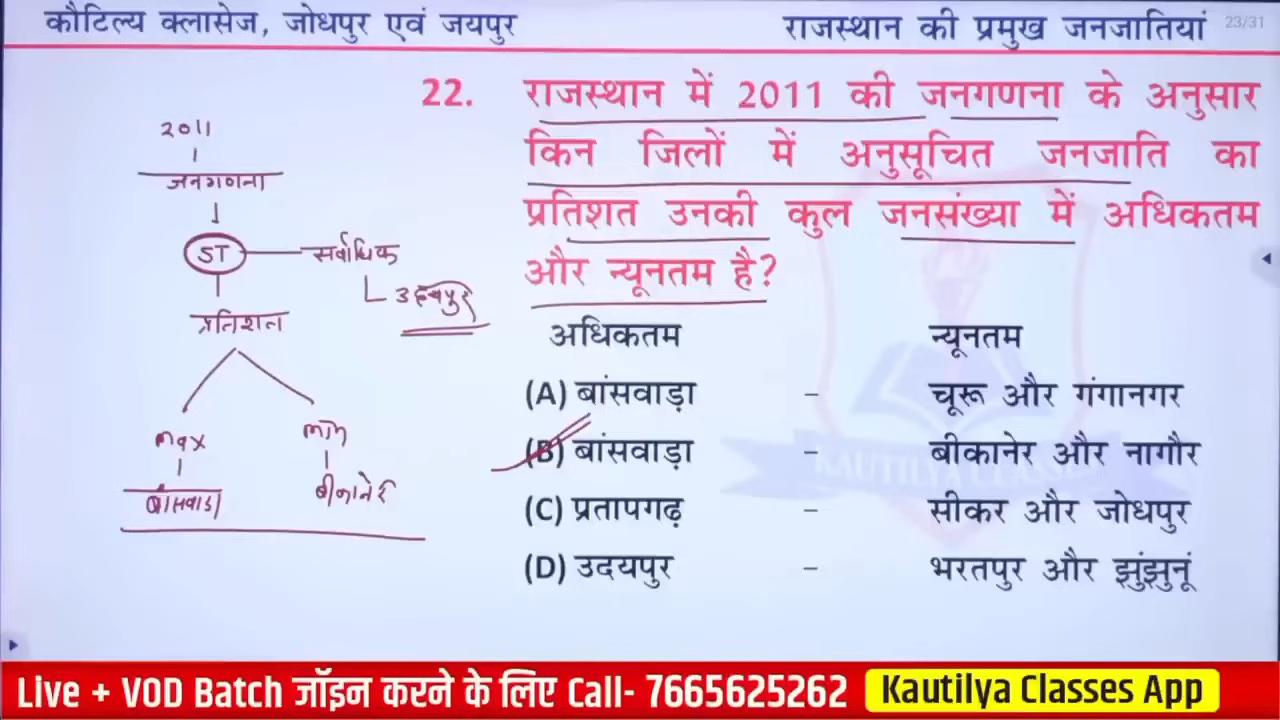 कौटिल्य क्लासेज, जोधपुर एवं जयपुर
राजस्थान की प्रमुख जनजातियां 23/31
22. राजस्थान में 2011 की जनगणना के अनुसार
किन जिलों में अनुसूचित जनजाति का
प्रतिशत उनकी कुल जनसंख्या में अधिकतम
और न्यूनतम है?
अधिकतम न्यूनतम
(A) बांसवाड़ा - चूरू और गंगानगर
(B) बांसवाड़ा - बीकानेर और नागौर
(C) प्रतापगढ़ - सीकर और जोधपुर
(D) उदयपुर - भरतपुर और झुंझुनूं
२०११
जनगणना
ST सर्वाधिक
उदयपुर
प्रतिशत
max min
बांसवाडा बीकानेर
KAUTILYA CLASSES
Live + VOD Batch जॉइन करने के लिए Call- 7665625262 Kautilya Classes App